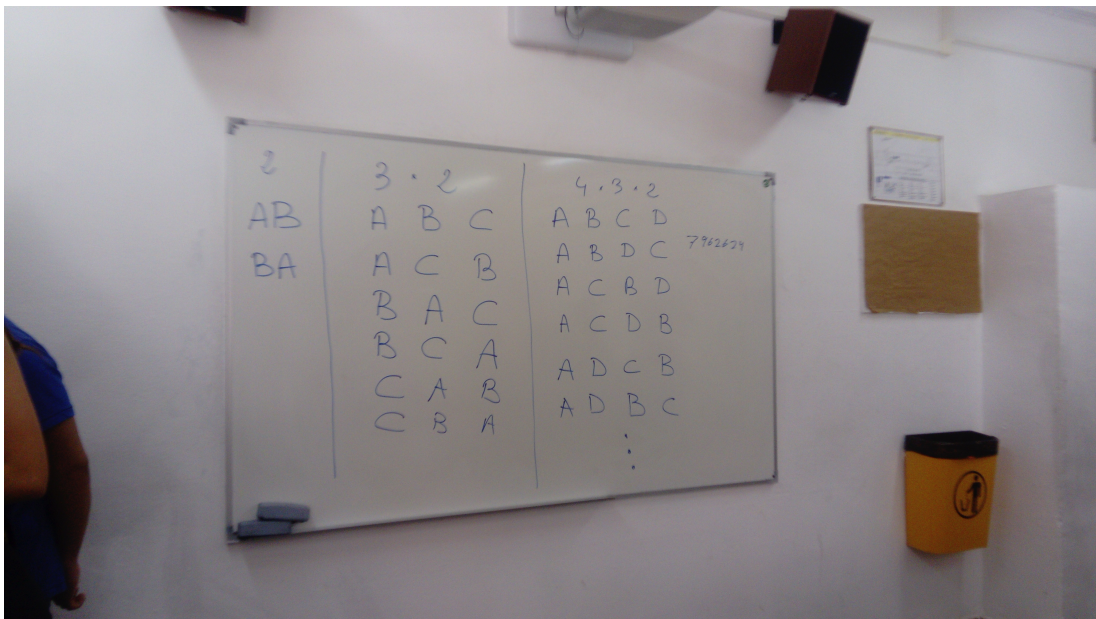 2
AB
BA
3 · 2
A B C
A C B
B A C
B C A
C A B
C B A
4 · 3 · 2
A B C D
A B D C
A C B D
A C D B
A D C B
A D B C
⋮